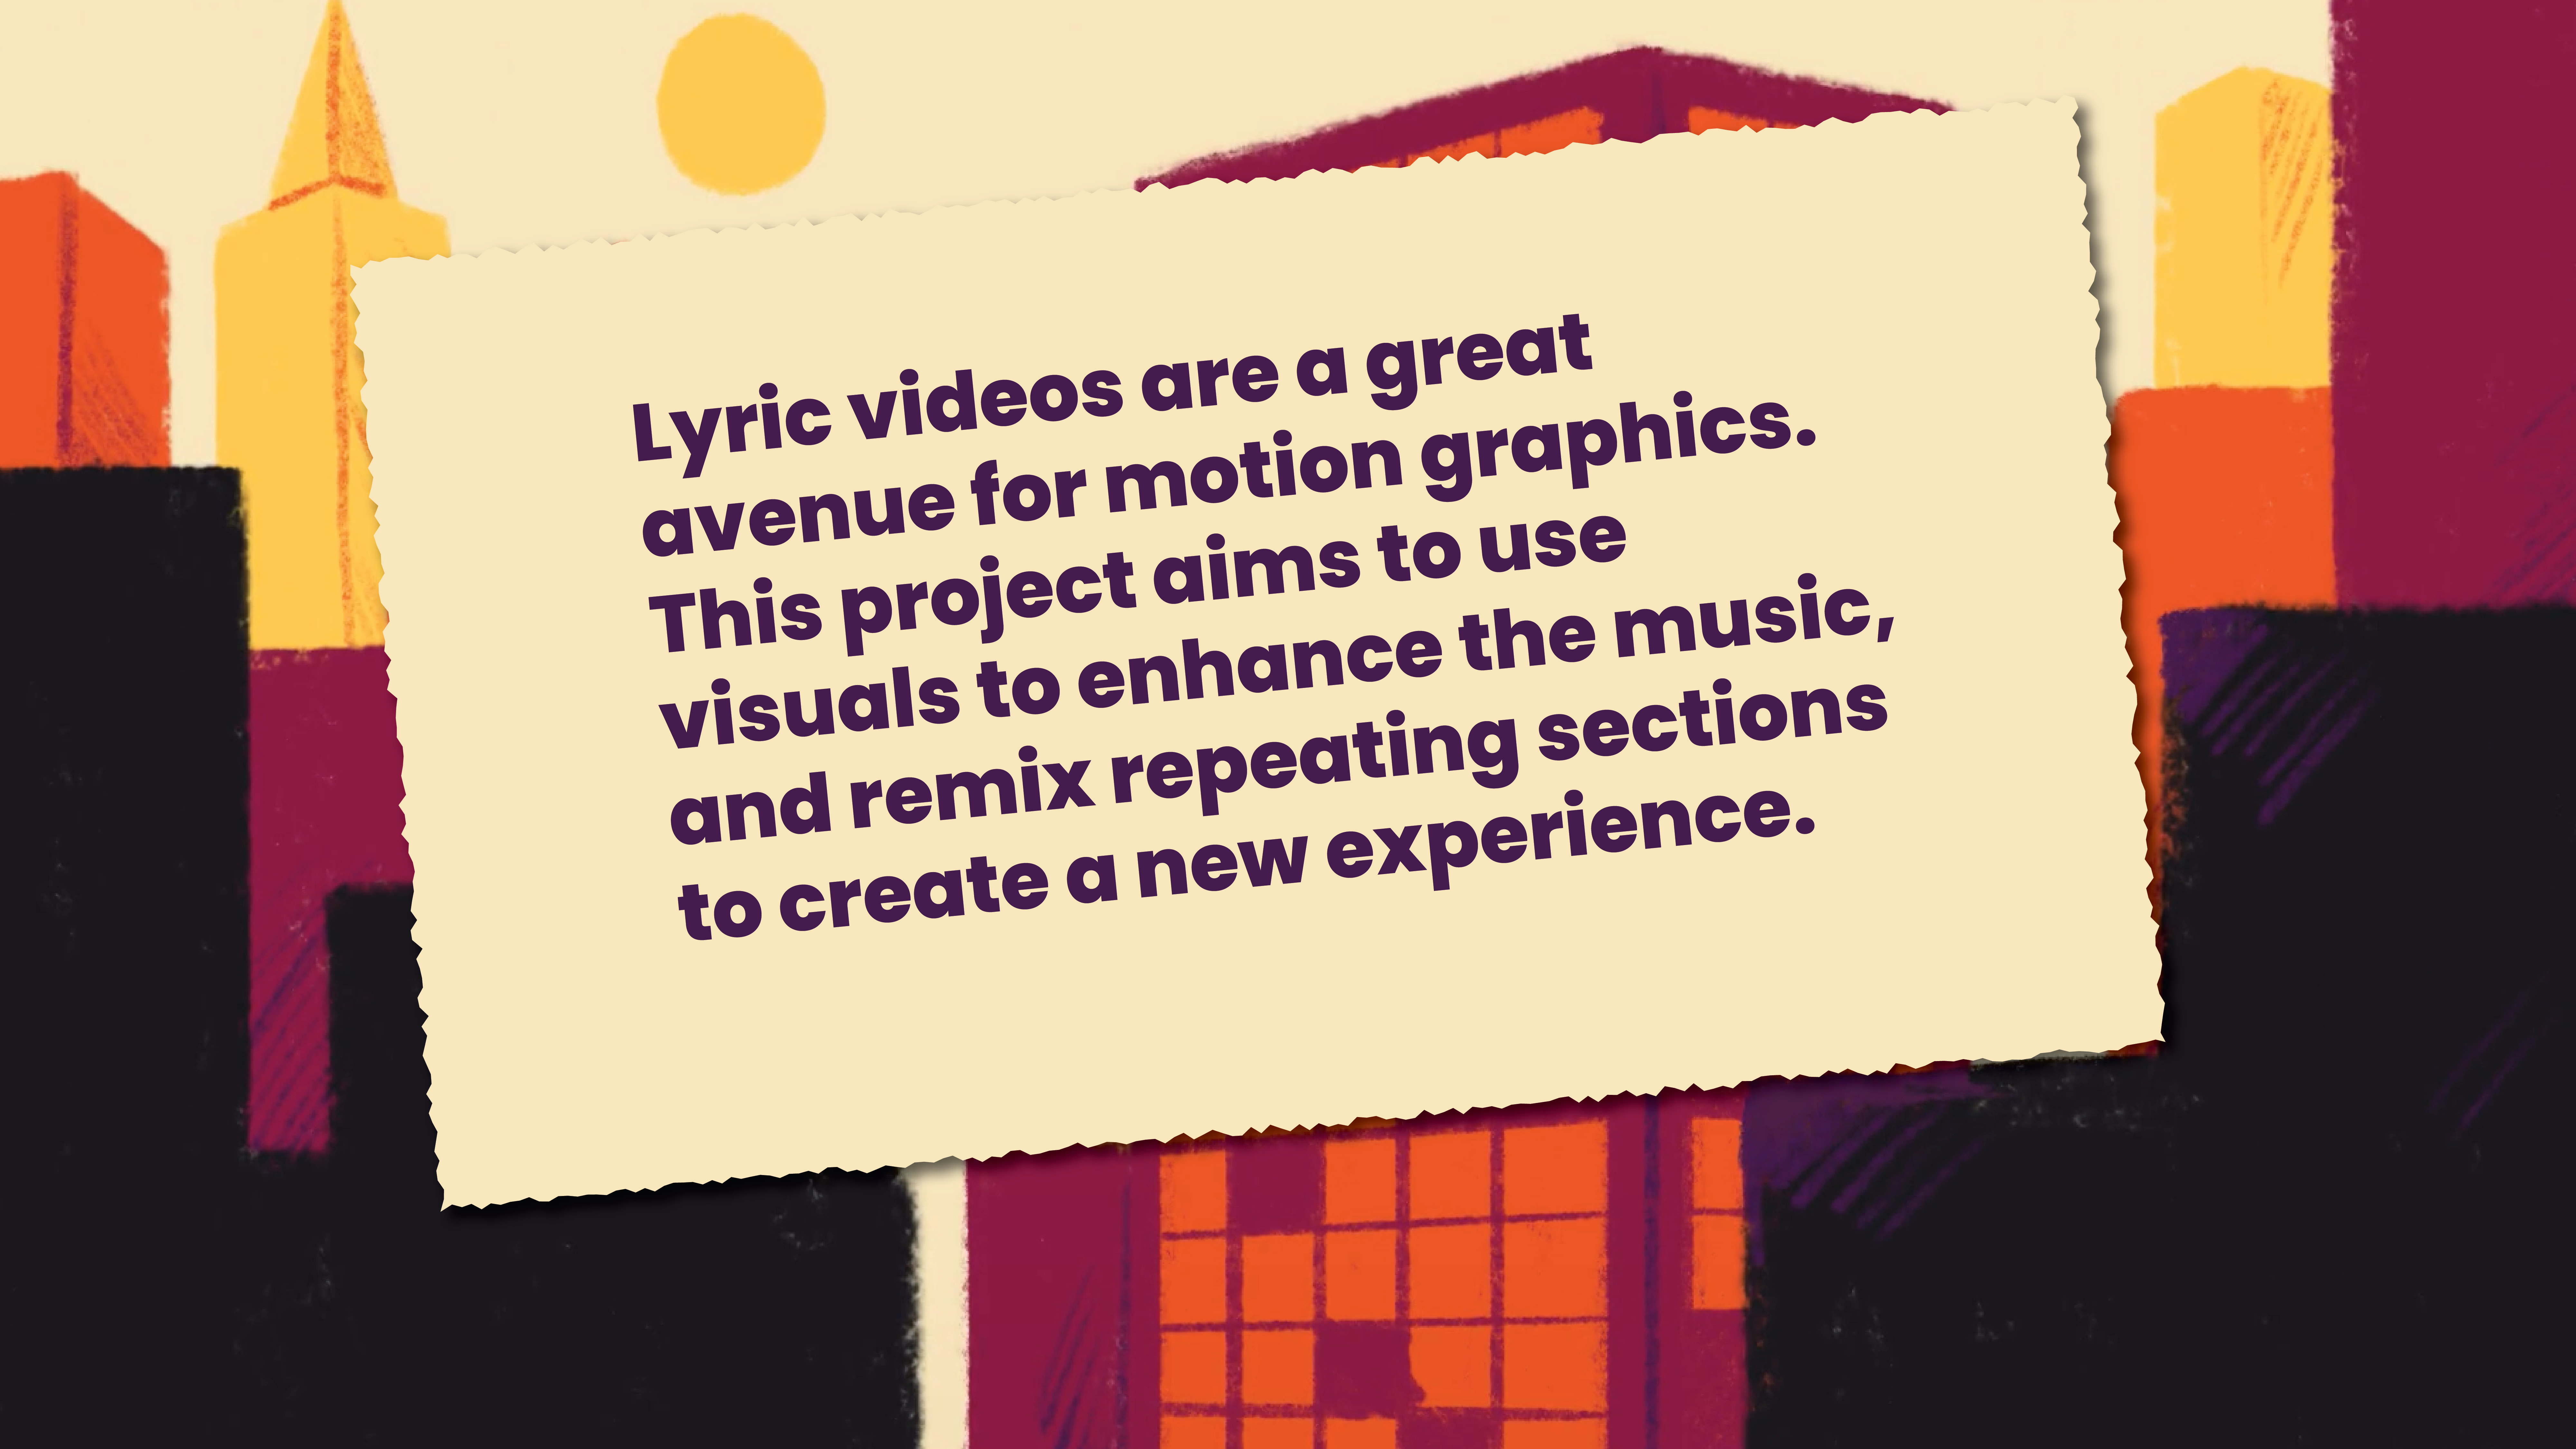 Lyric videos are a great
avenue for motion graphics.
This project aims to use
visuals to enhance the music,
and remix repeating sections
to create a new experience.